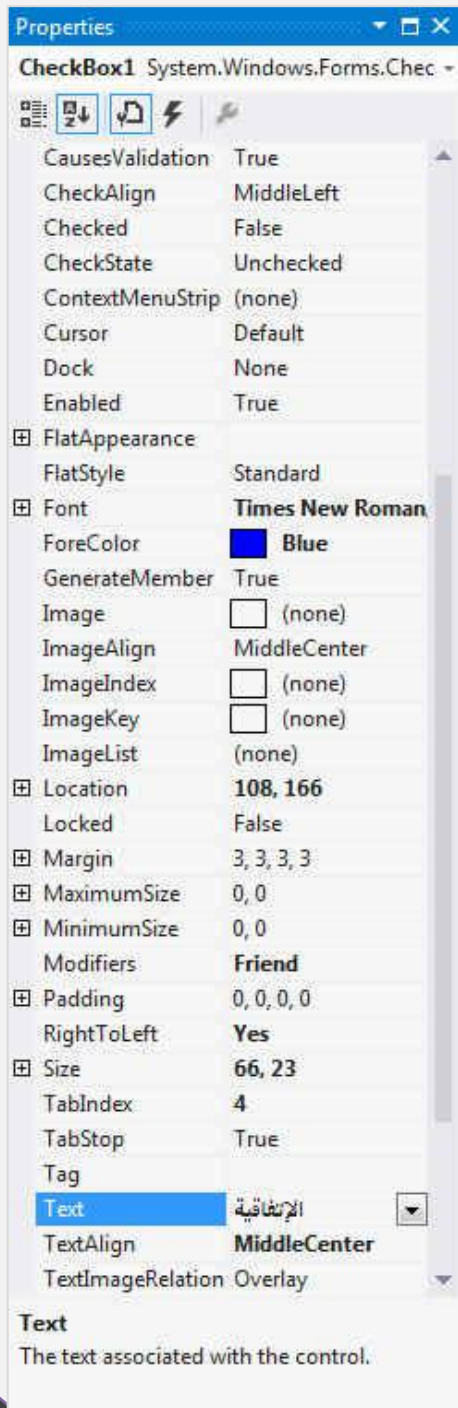 Properties
CheckBox1 System.Windows.Forms.Chec
CausesValidation True
CheckAlign MiddleLeft
Checked False
CheckState Unchecked
ContextMenuStrip (none)
Cursor Default
Dock None
Enabled True
FlatAppearance
FlatStyle Standard
Font Times New Roman,
ForeColor Blue
GenerateMember True
Image (none)
ImageAlign MiddleCenter
ImageIndex (none)
ImageKey (none)
ImageList (none)
Location 108, 166
Locked False
Margin 3, 3, 3, 3
MaximumSize 0, 0
MinimumSize 0, 0
Modifiers Friend
Padding 0, 0, 0, 0
RightToLeft Yes
Size 66, 23
TabIndex 4
TabStop True
Tag
Text الإتفاقية
TextAlign MiddleCenter
TextImageRelation Overlay
Text
The text associated with the control.